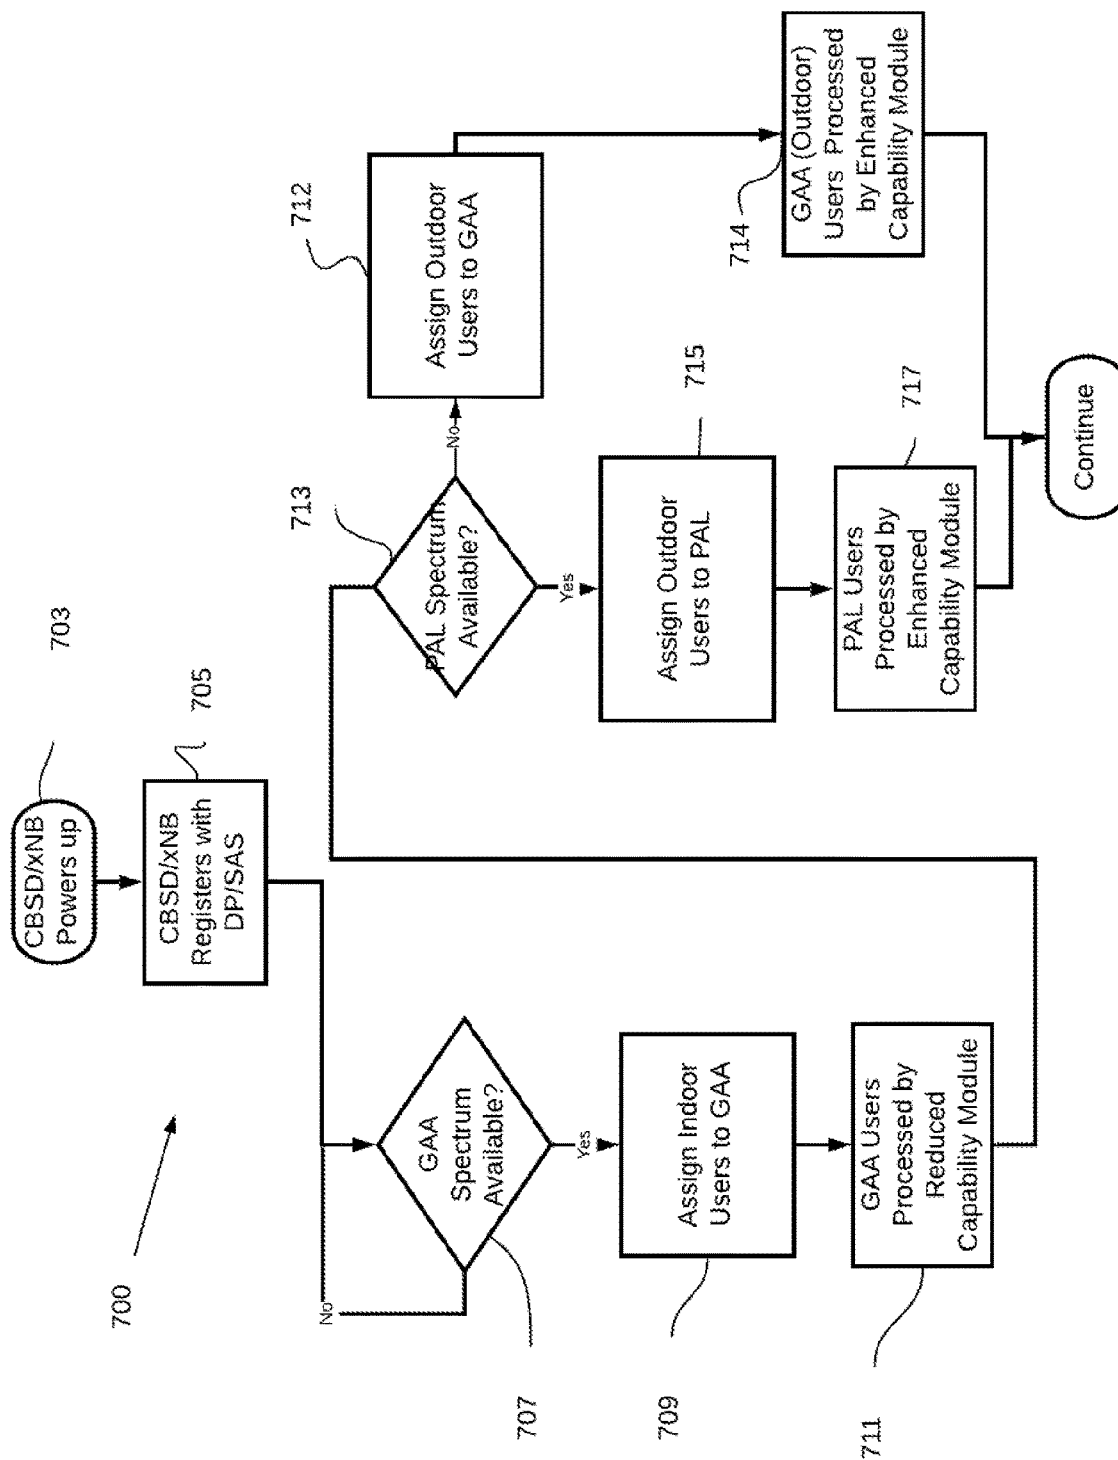 700
703
CBSD/xNB
Powers up
705
CBSD/xNB
Registers with
DP/SAS
707
GAA
Spectrum
Available?
No
Yes
709
Assign Indoor
Users to GAA
711
GAA Users
Processed by
Reduced
Capability Module
713
PAL Spectrum
Available?
No
Yes
712
Assign Outdoor
Users to GAA
714
GAA (Outdoor)
Users Processed
by Enhanced
Capability Module
715
Assign Outdoor
Users to PAL
717
PAL Users
Processed by
Enhanced
Capability Module
Continue